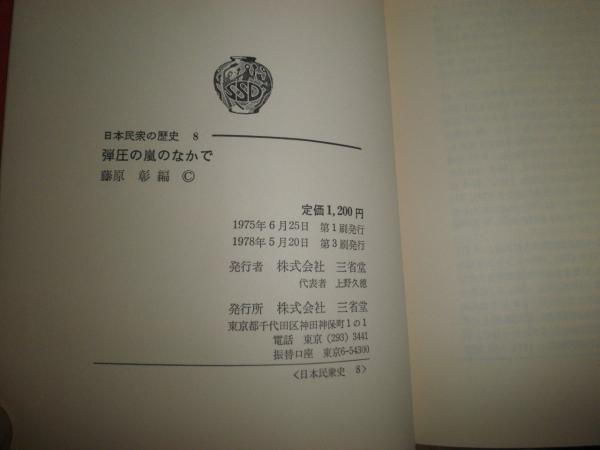 SSD
日本民衆の歴史 8
弾圧の嵐のなかで
藤原 彰編 ©
定価1,200円
1975年6月25日 第1刷発行
1978年5月20日 第3刷発行
発行者 株式会社 三省堂
代表者 上野久徳
発行所 株式会社 三省堂
東京都千代田区神田神保町1の1
電話 東京(293)3441
振替口座 東京6-54300
〈日本民衆史 8〉